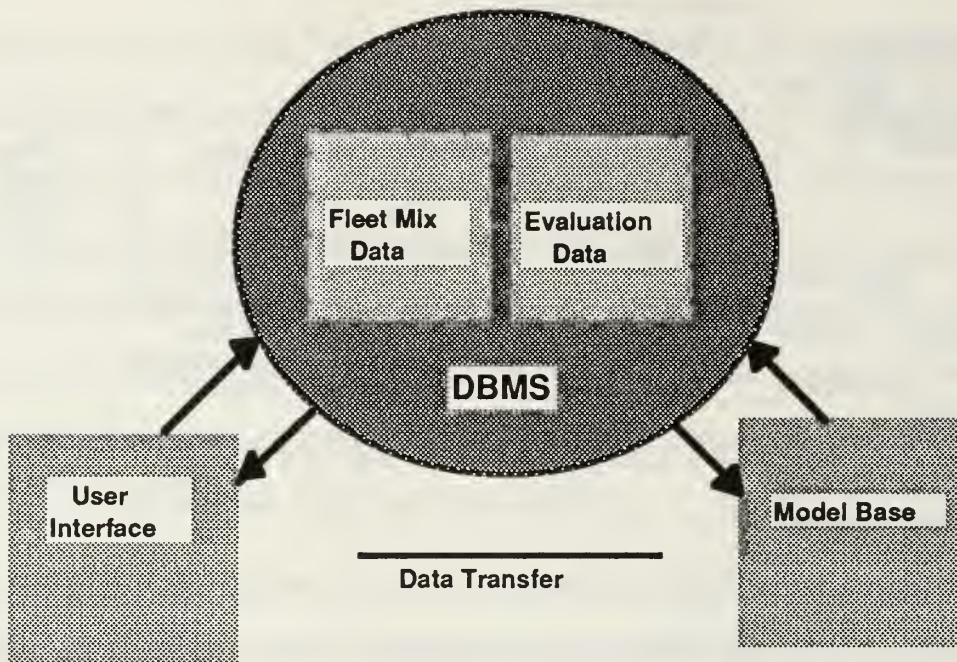 Fleet Mix
Data
Evaluation
Data
DBMS
User
Interface
Model Base
Data Transfer